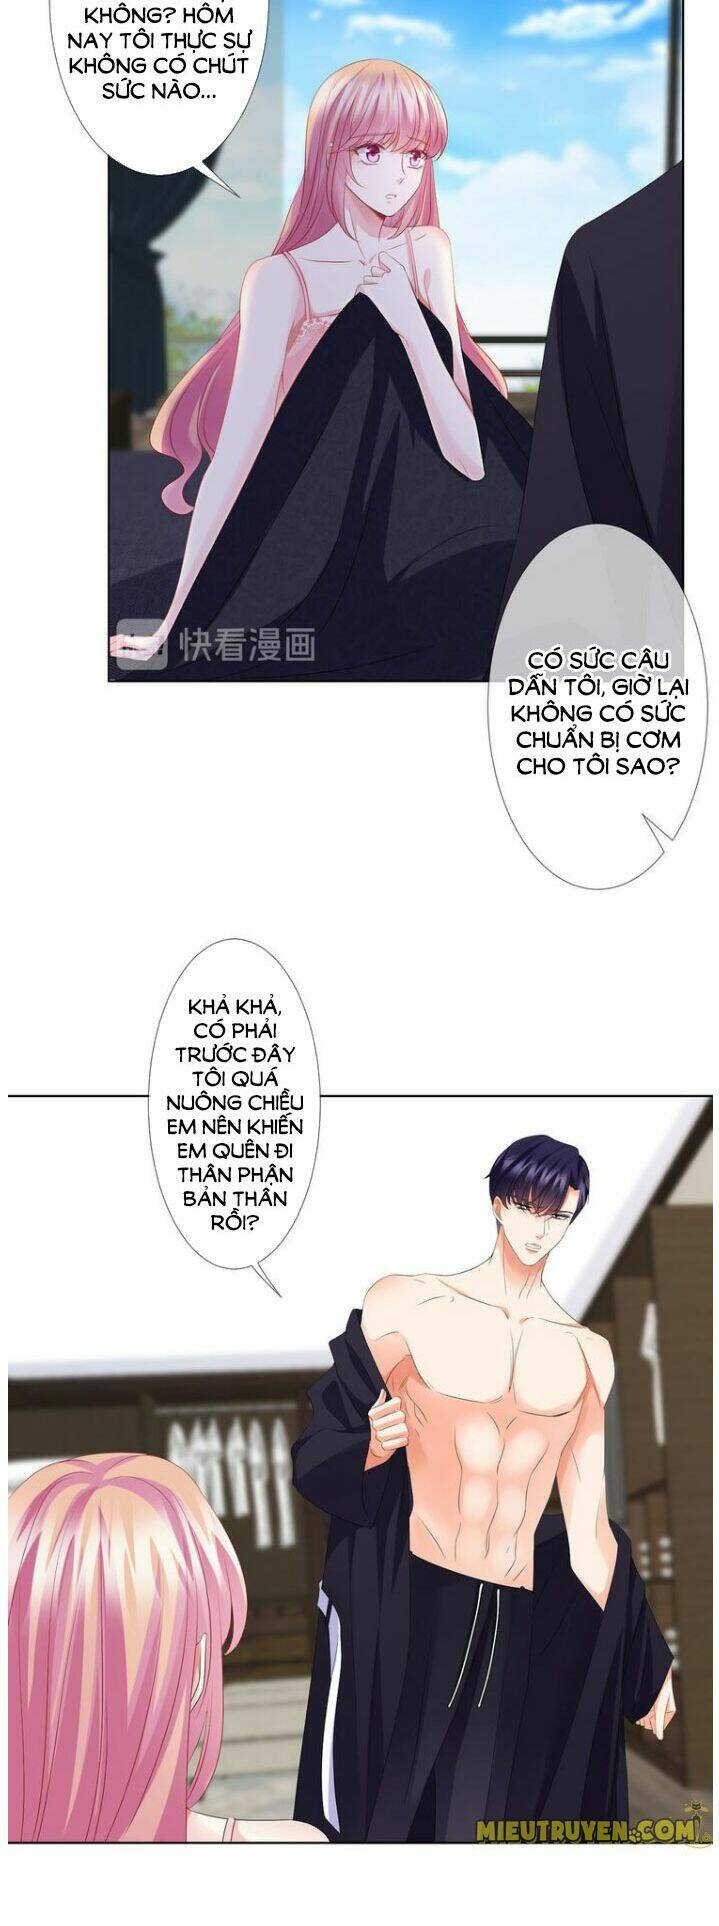 KHÔNG? HÔM
NAY TÔI THỰC SỰ
KHÔNG CÓ CHÚT
SỨC NÀO...
快看漫画
CÓ SỨC CÂU
DẪN TÔI, GIỜ LẠI
KHÔNG CÓ SỨC
CHUẨN BỊ CƠM
CHO TÔI SAO?
KHẢ KHẢ,
CÓ PHẢI
TRƯỚC ĐÂY
TÔI QUÁ
NUÔNG CHIỀU
EM NÊN KHIẾN
EM QUÊN ĐI
THÂN PHẬN
BẢN THÂN
RỒI?
MIEUTRUYEN.COM